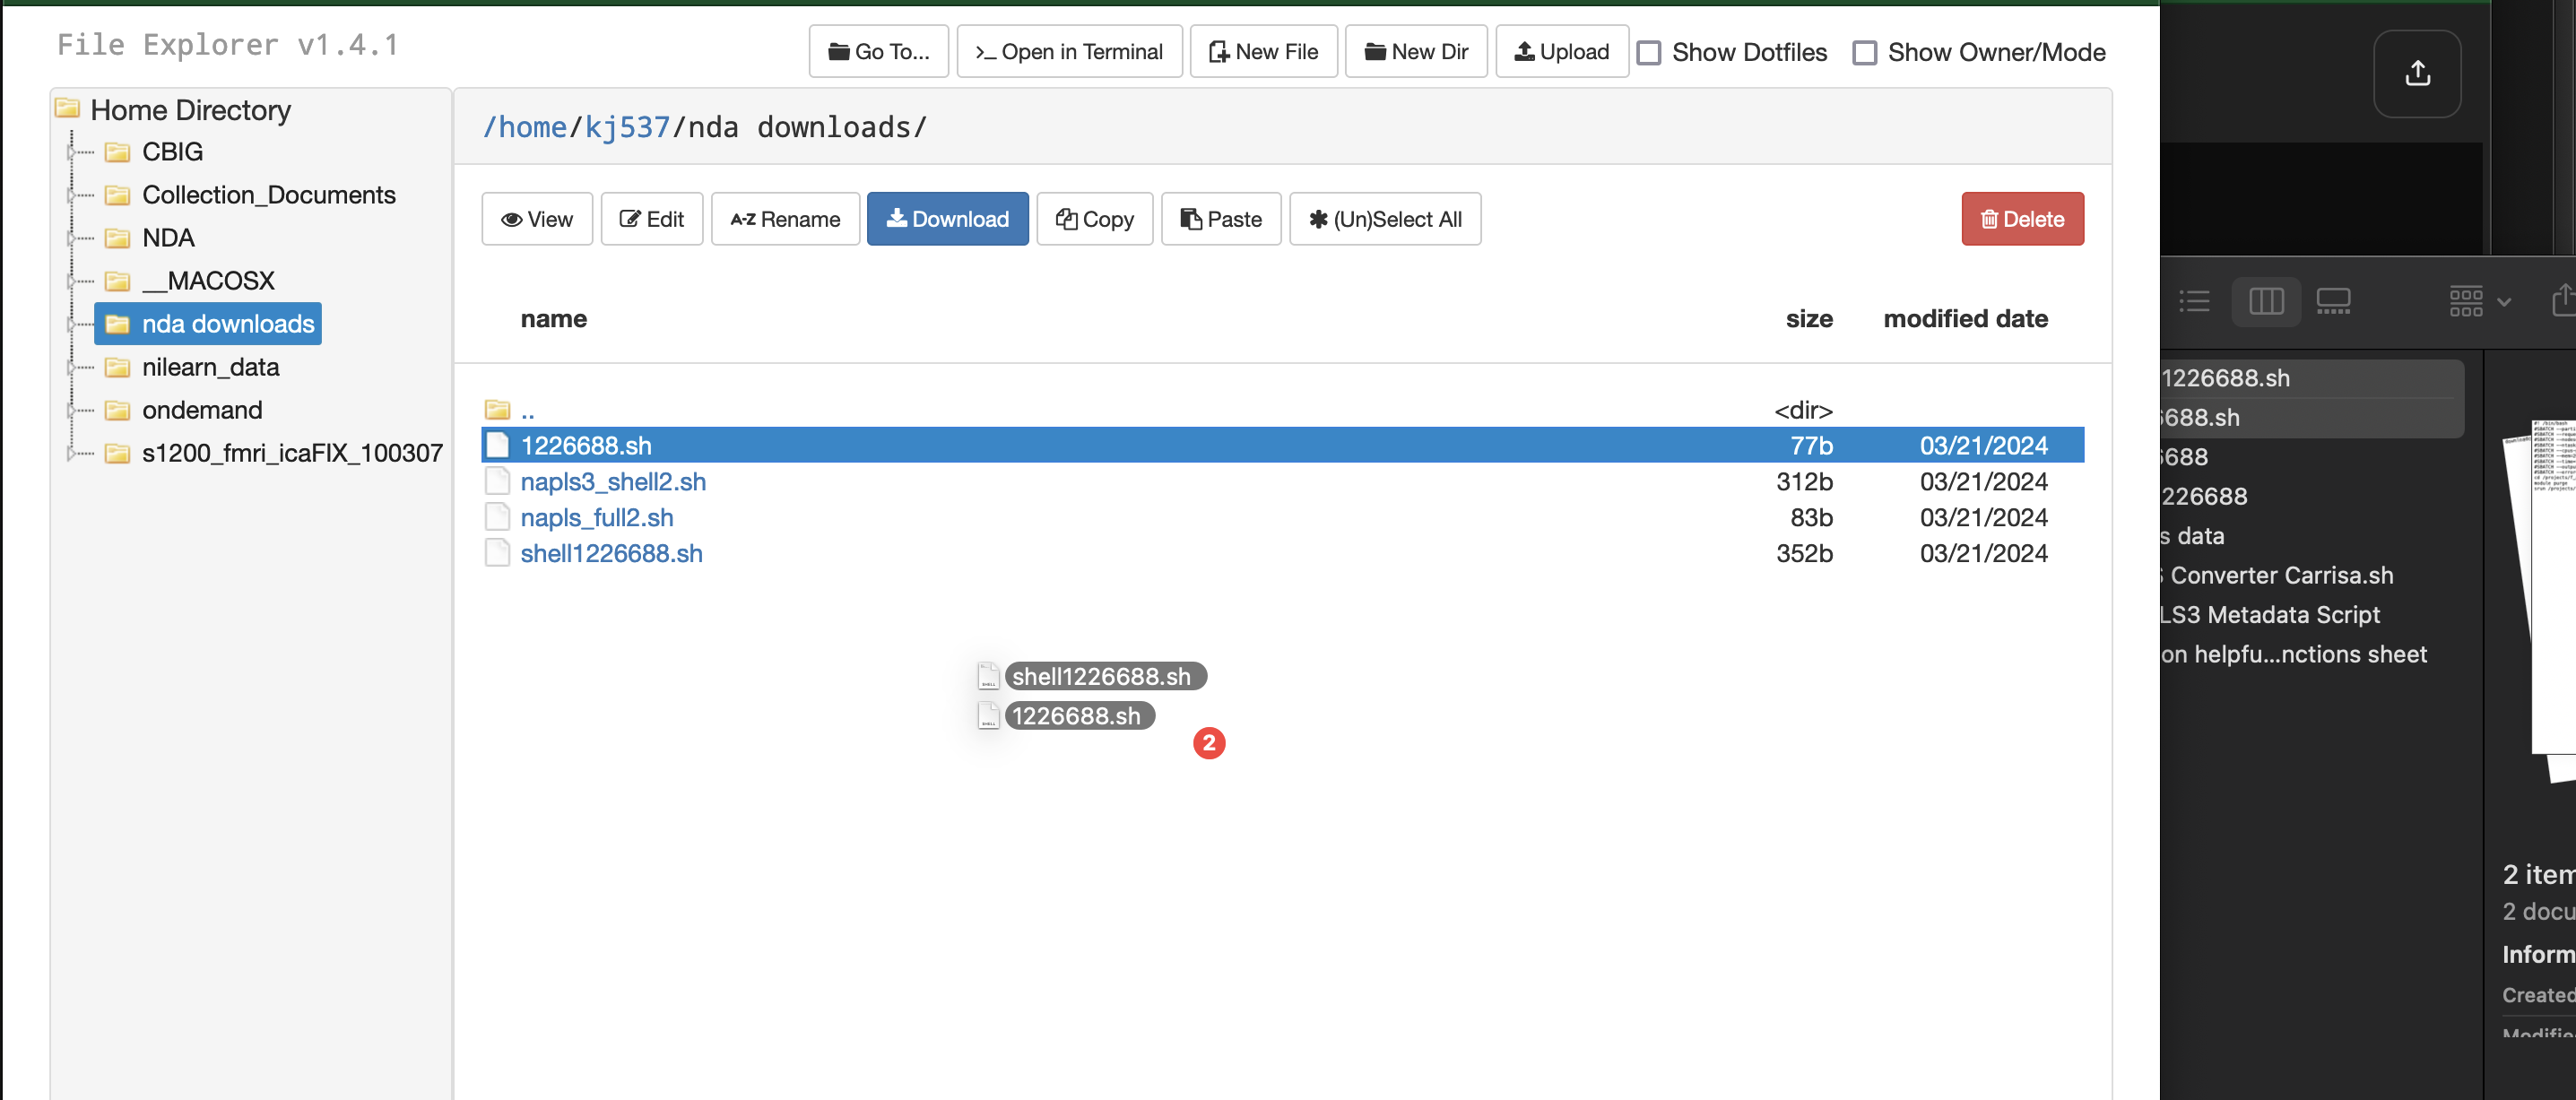 File Explorer v1.4.1
Go To...
>_ Open in Terminal
New File
New Dir
Upload
Show Dotfiles
Show Owner/Mode
Home Directory
CBIG
Collection_Documents
NDA
__MACOSX
nda downloads
nilearn_data
ondemand
s1200_fmri_icaFIX_100307
/home/kj537/nda downloads/
View
Edit
A-Z Rename
Download
Copy
Paste
(Un)Select All
Delete
name size modified date
.. <dir>
1226688.sh 77b 03/21/2024
napls3_shell2.sh 312b 03/21/2024
napls_full2.sh 83b 03/21/2024
shell1226688.sh 352b 03/21/2024
shell1226688.sh
1226688.sh
2
1226688.sh
6688.sh
6688
226688
s data
Converter Carrisa.sh
LS3 Metadata Script
on helpfu...nctions sheet
2 item
2 docu
Inform
Created
Modifie